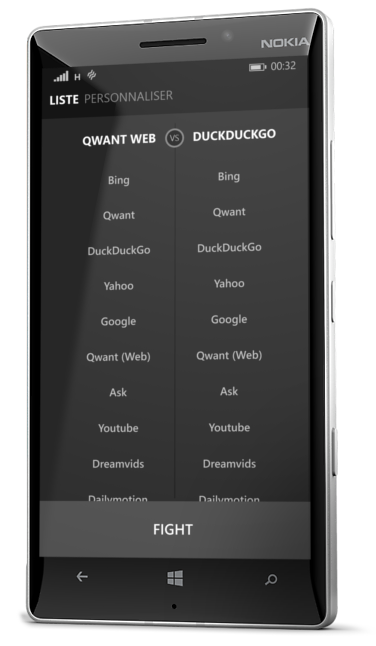 NOKIA
H 00:32
LISTE PERSONNALISER
QWANT WEB VS DUCKDUCKGO
Bing Bing
Qwant Qwant
DuckDuckGo DuckDuckGo
Yahoo Yahoo
Google Google
Qwant (Web) Qwant (Web)
Ask Ask
Youtube Youtube
Dreamvids Dreamvids
Dailymotion Dailymotion
FIGHT